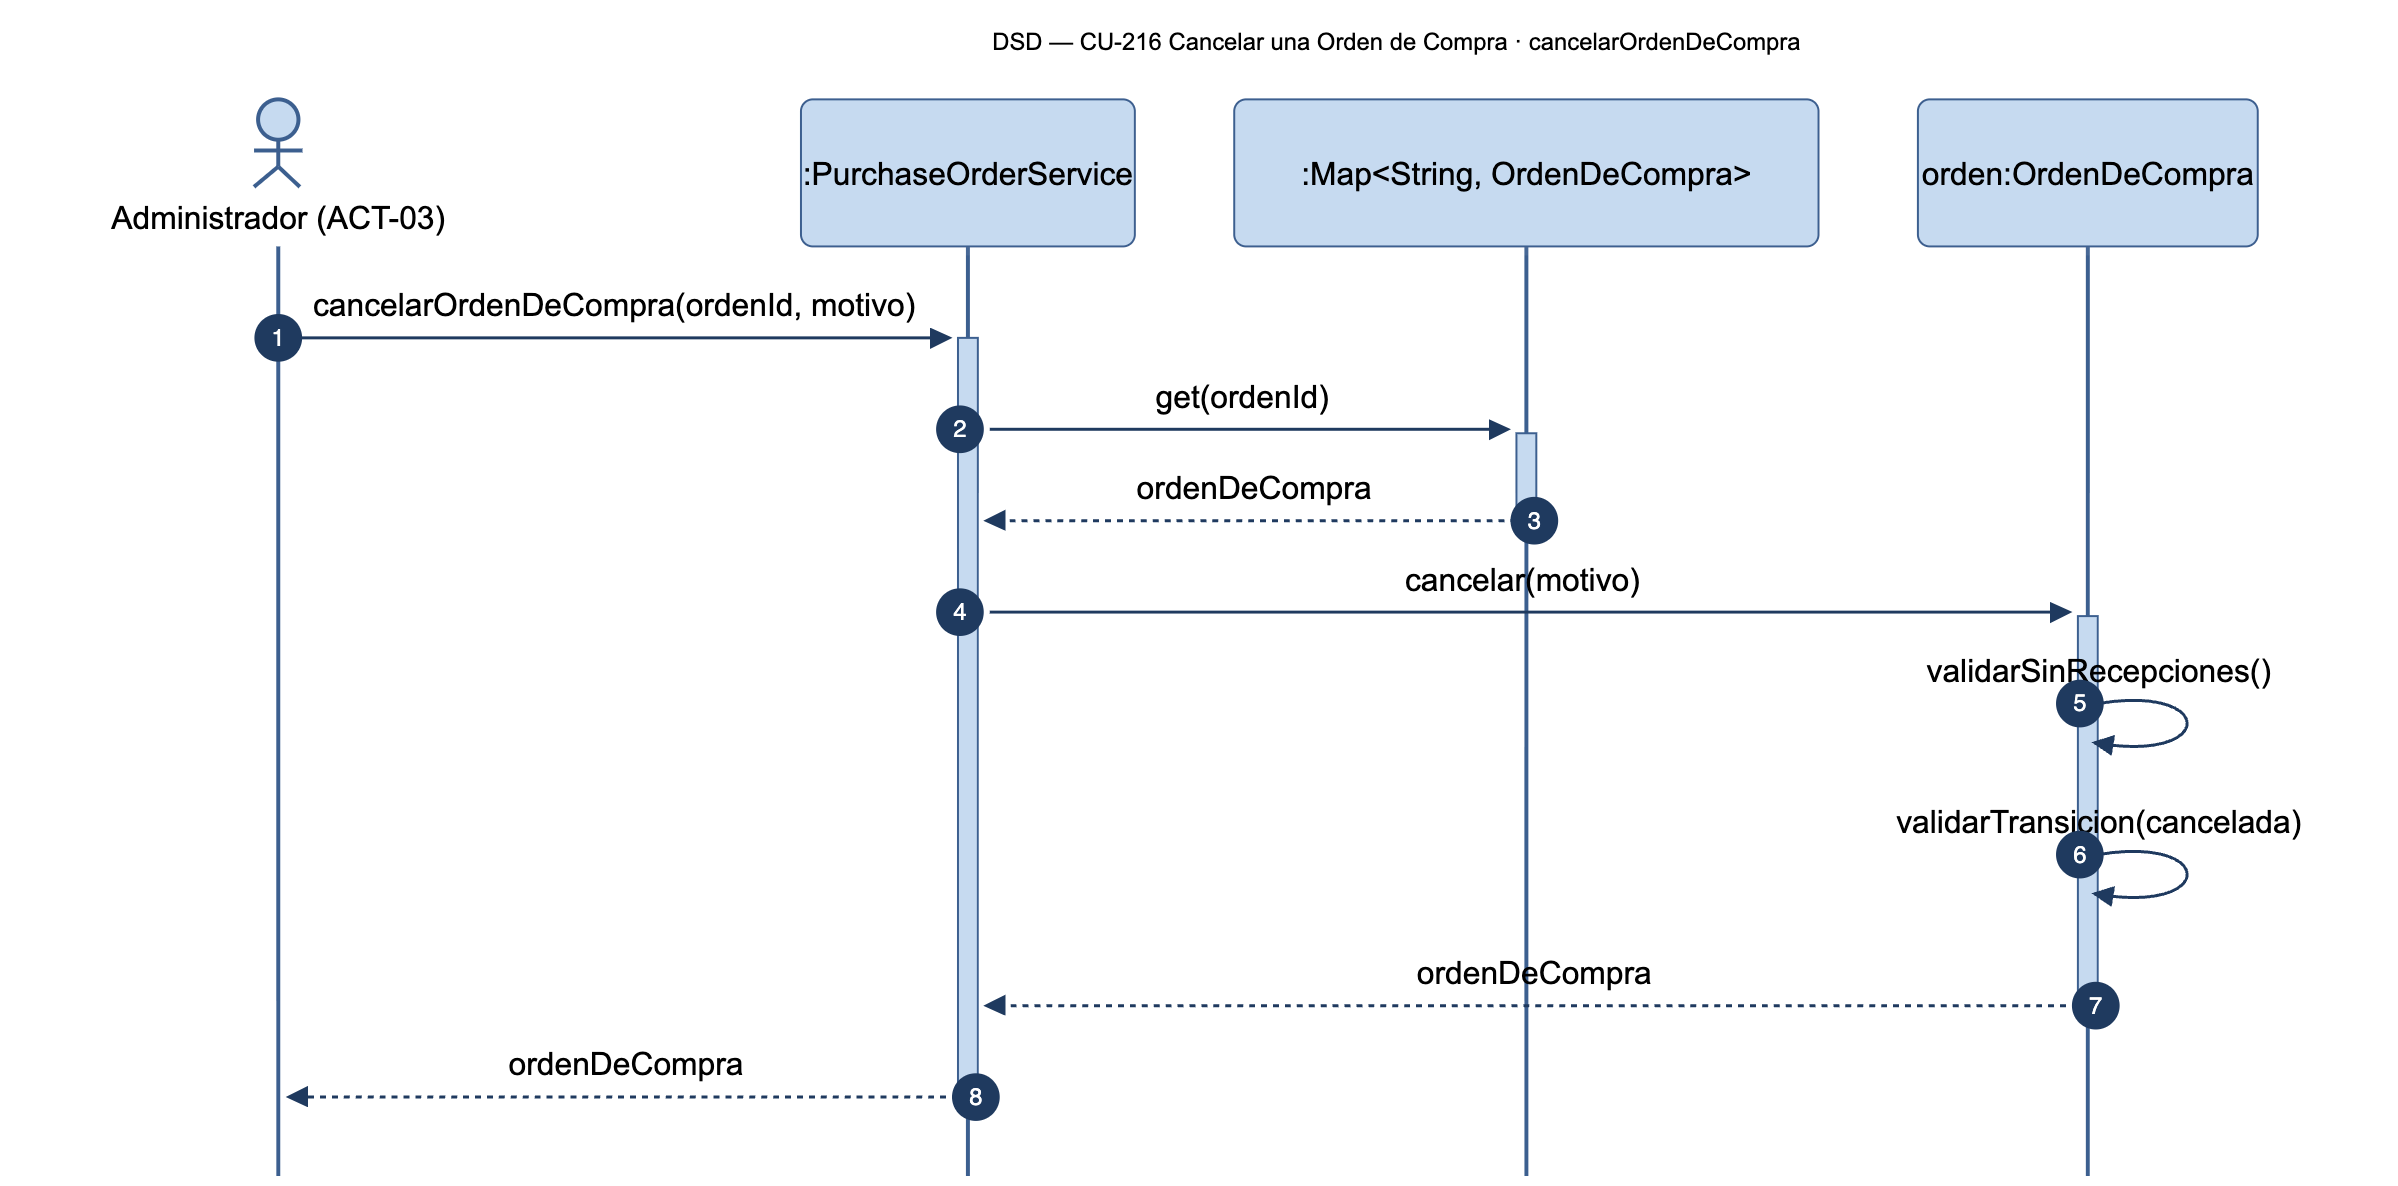 DSD — CU-216 Cancelar una Orden de Compra · cancelarOrdenDeCompra
Administrador (ACT-03)
:PurchaseOrderService
:Map<String, OrdenDeCompra>
orden:OrdenDeCompra
cancelarOrdenDeCompra(ordenId, motivo)
1
get(ordenId)
2
ordenDeCompra
3
cancelar(motivo)
4
validarSinRecepciones()
5
validarTransicion(cancelada)
6
ordenDeCompra
7
ordenDeCompra
8